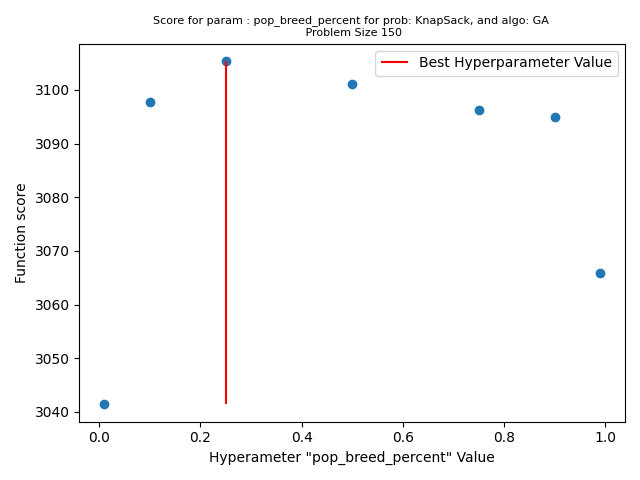 Score for param : pop_breed_percent for prob: KnapSack, and algo: GA
Problem Size 150
Best Hyperparameter Value
Function score
3100
3090
3080
3070
3060
3050
3040
0.0 0.2 0.4 0.6 0.8 1.0
Hyperameter "pop_breed_percent" Value